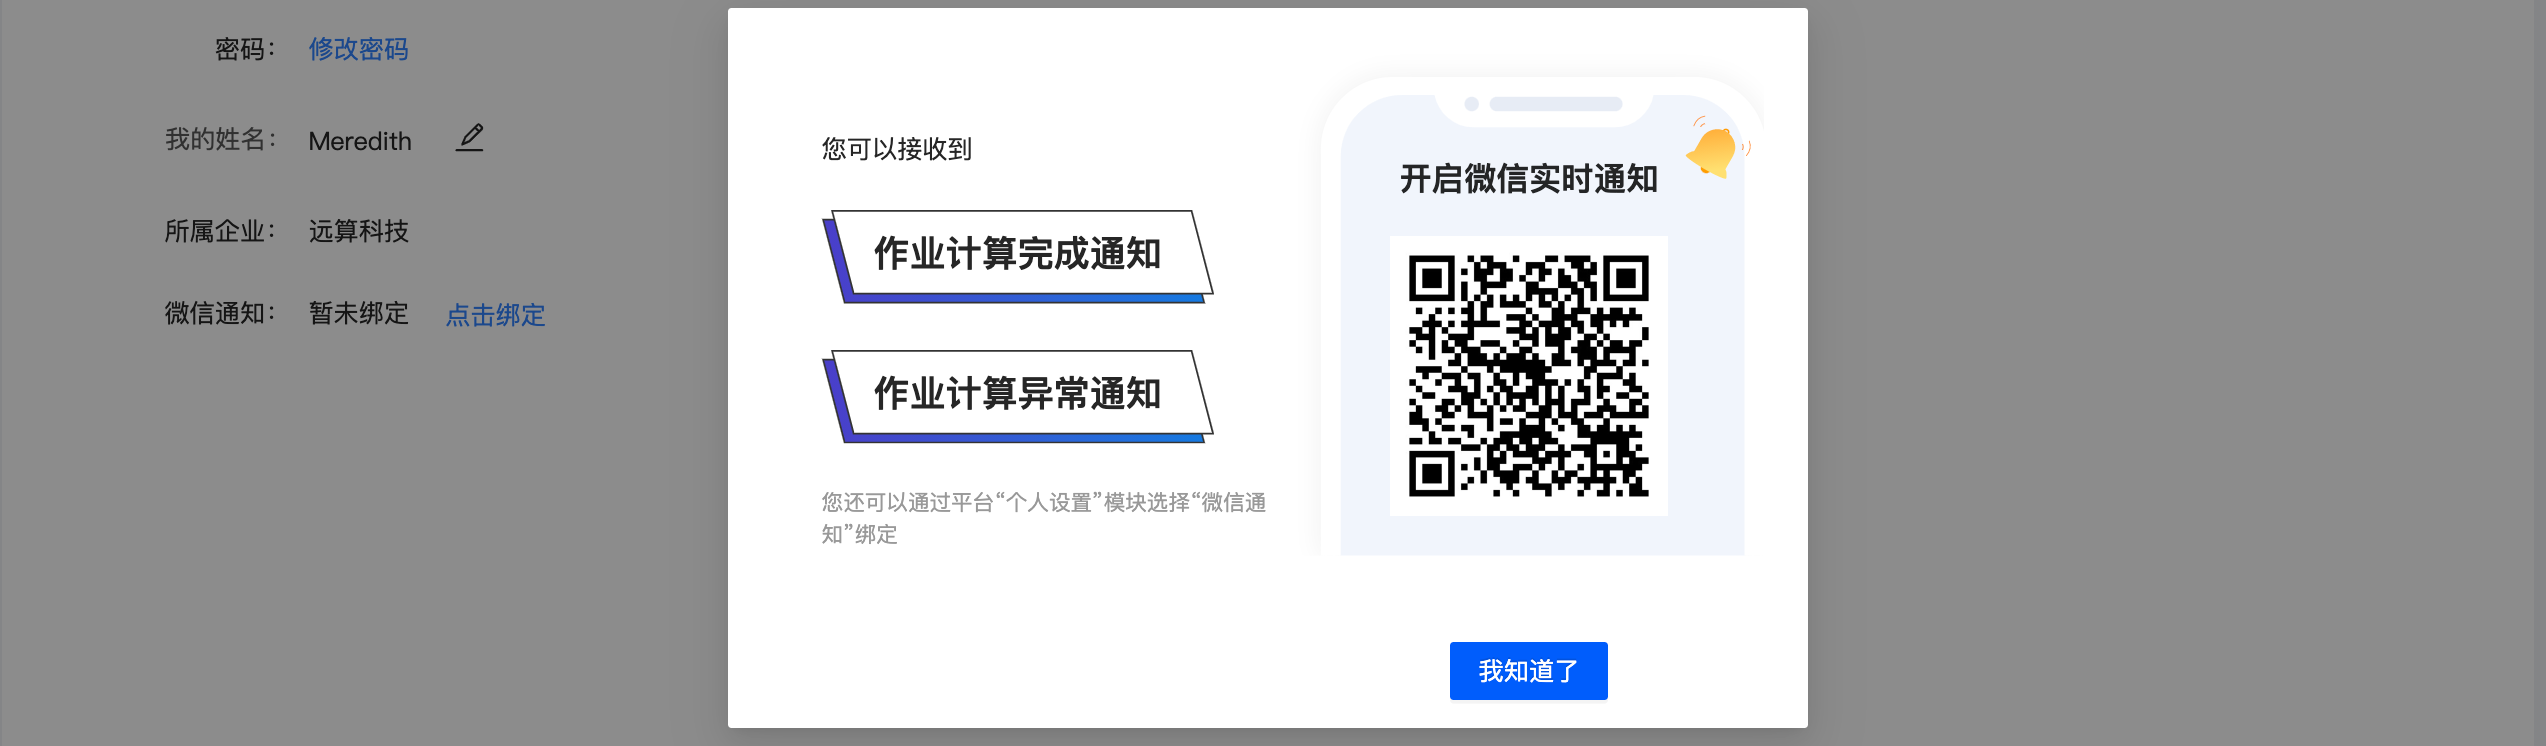 密码：
修改密码
我的姓名：
Meredith
所属企业：
远算科技
微信通知：
暂未绑定
点击绑定
您可以接收到
作业计算完成通知
作业计算异常通知
您还可以通过平台“个人设置”模块选择“微信通
知”绑定
开启微信实时通知
我知道了